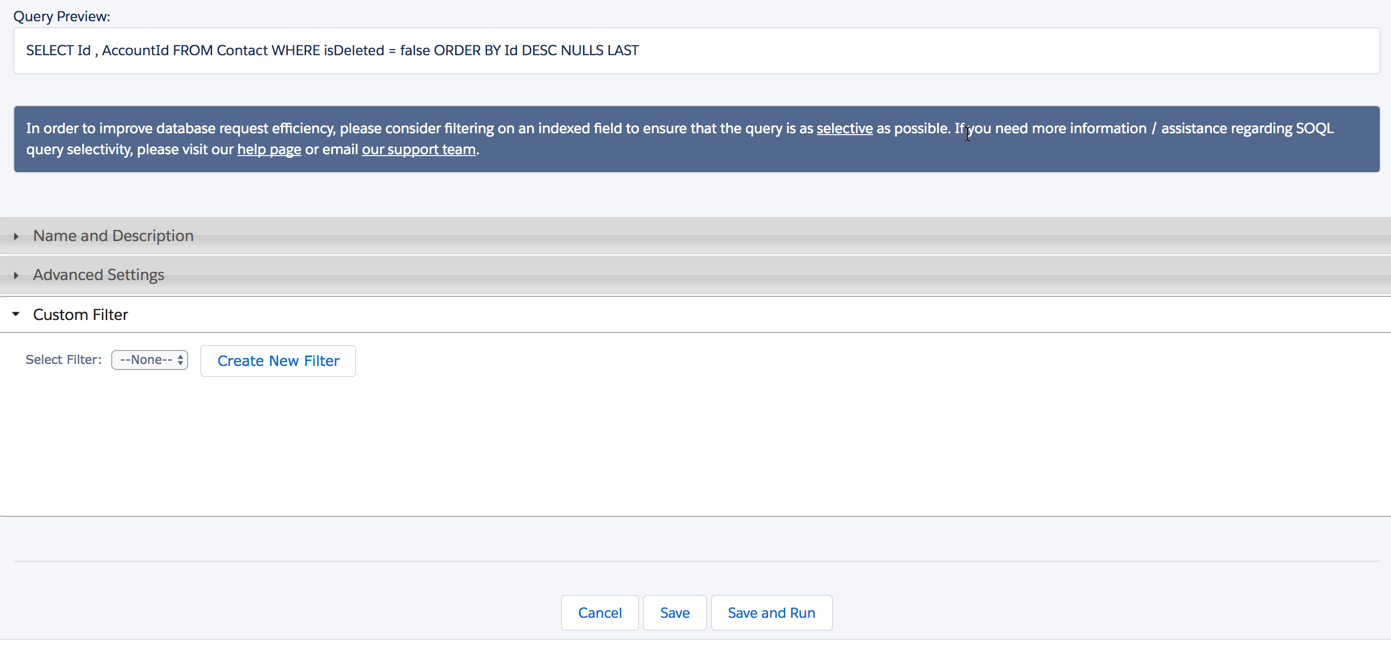 Query Preview:
SELECT Id , AccountId FROM Contact WHERE isDeleted = false ORDER BY Id DESC NULLS LAST
In order to improve database request efficiency, please consider filtering on an indexed field to ensure that the query is as selective as possible. If you need more information / assistance regarding SOQL
query selectivity, please visit our help page or email our support team.
Name and Description
Advanced Settings
Custom Filter
Select Filter: --None-- Create New Filter
Cancel Save Save and Run